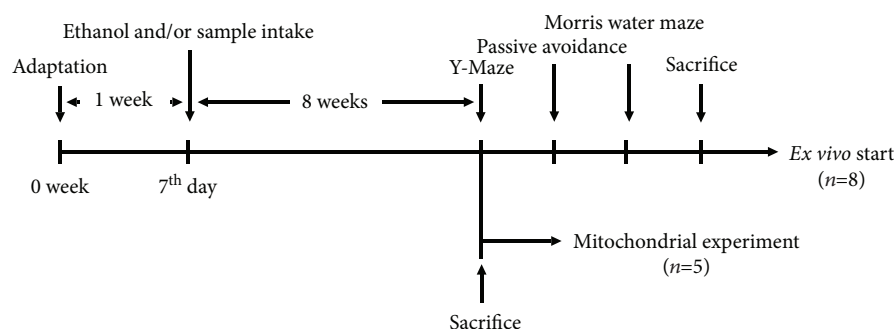 Morris water maze
Ethanol and/or sample intake
Passive avoidance
Adaptation
Y-Maze
Sacrifice
1 week
8 weeks
Ex vivo start
(n=8)
0 week
7th day
Mitochondrial experiment
(n=5)
Sacrifice